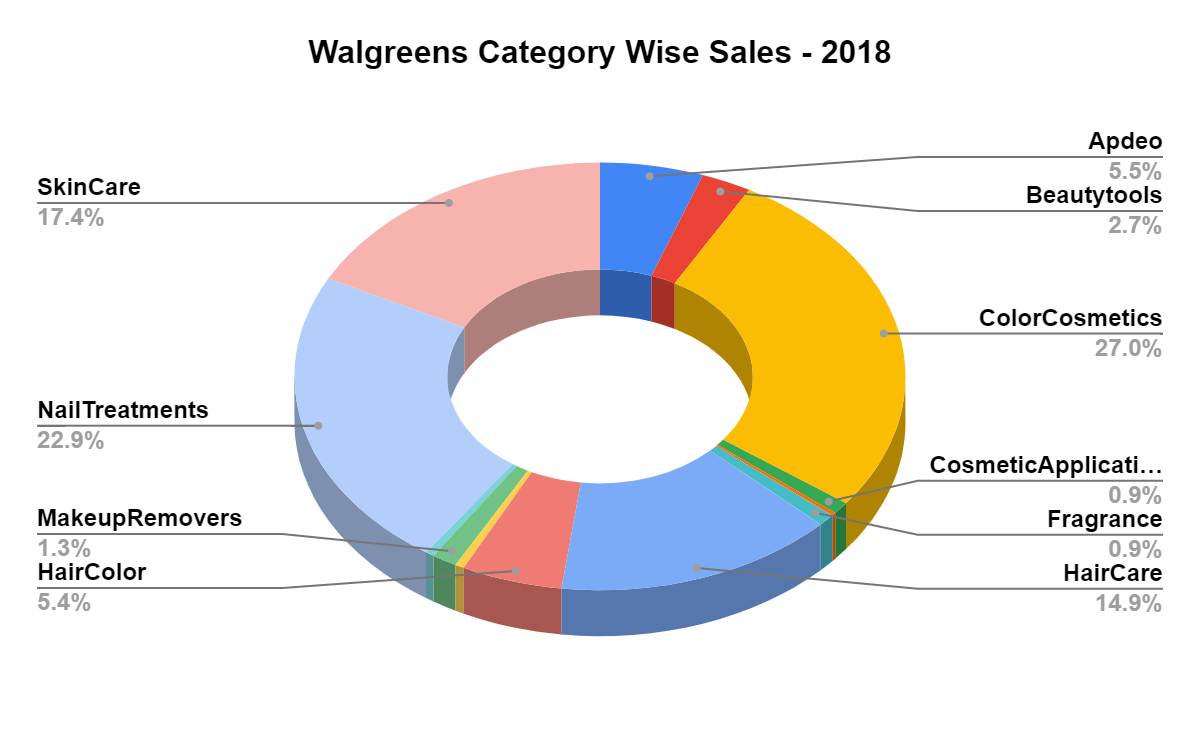 Walgreens Category Wise Sales - 2018
Apdeo
5.5%
Beautytools
2.7%
ColorCosmetics
27.0%
CosmeticApplicati…
0.9%
Fragrance
0.9%
HairCare
14.9%
SkinCare
17.4%
NailTreatments
22.9%
MakeupRemovers
1.3%
HairColor
5.4%